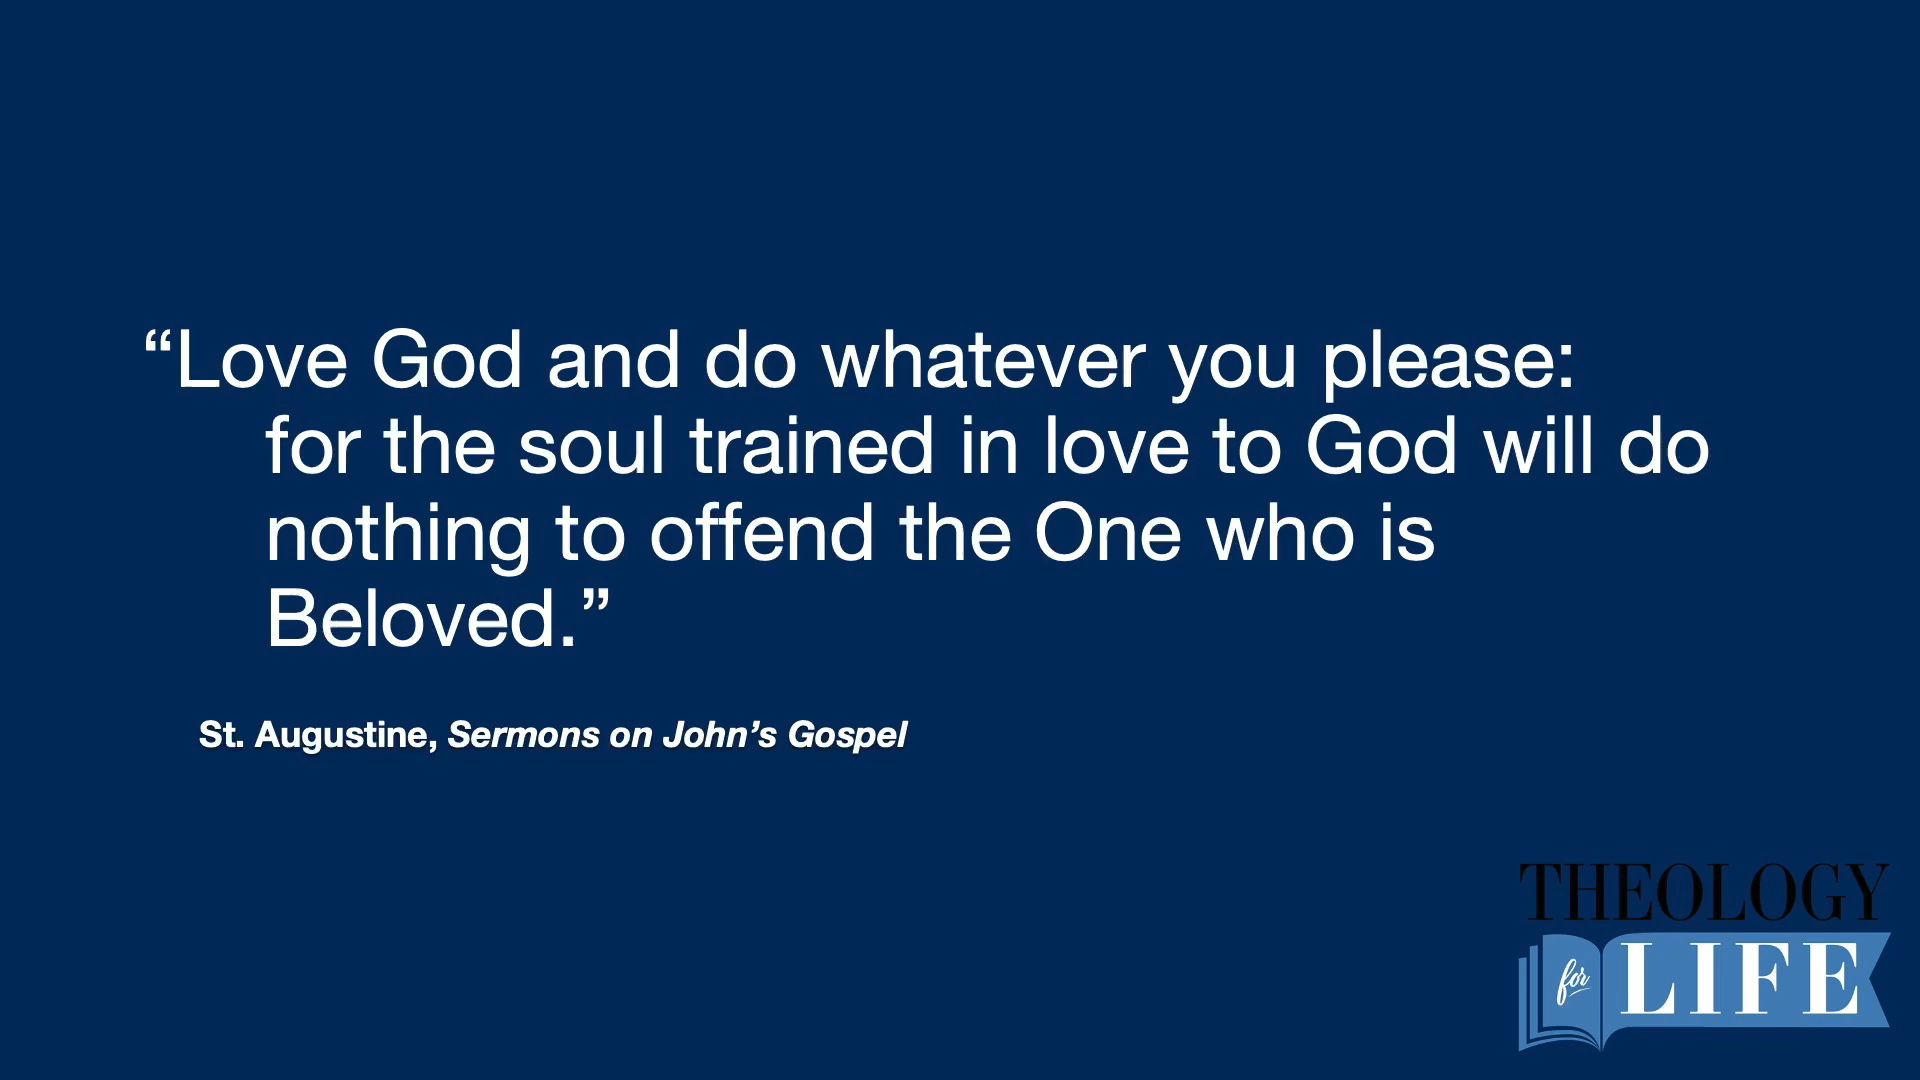 “Love God and do whatever you please:
for the soul trained in love to God will do
nothing to offend the One who is
Beloved.”
St. Augustine, Sermons on John’s Gospel
THEOLOGY
for LIFE